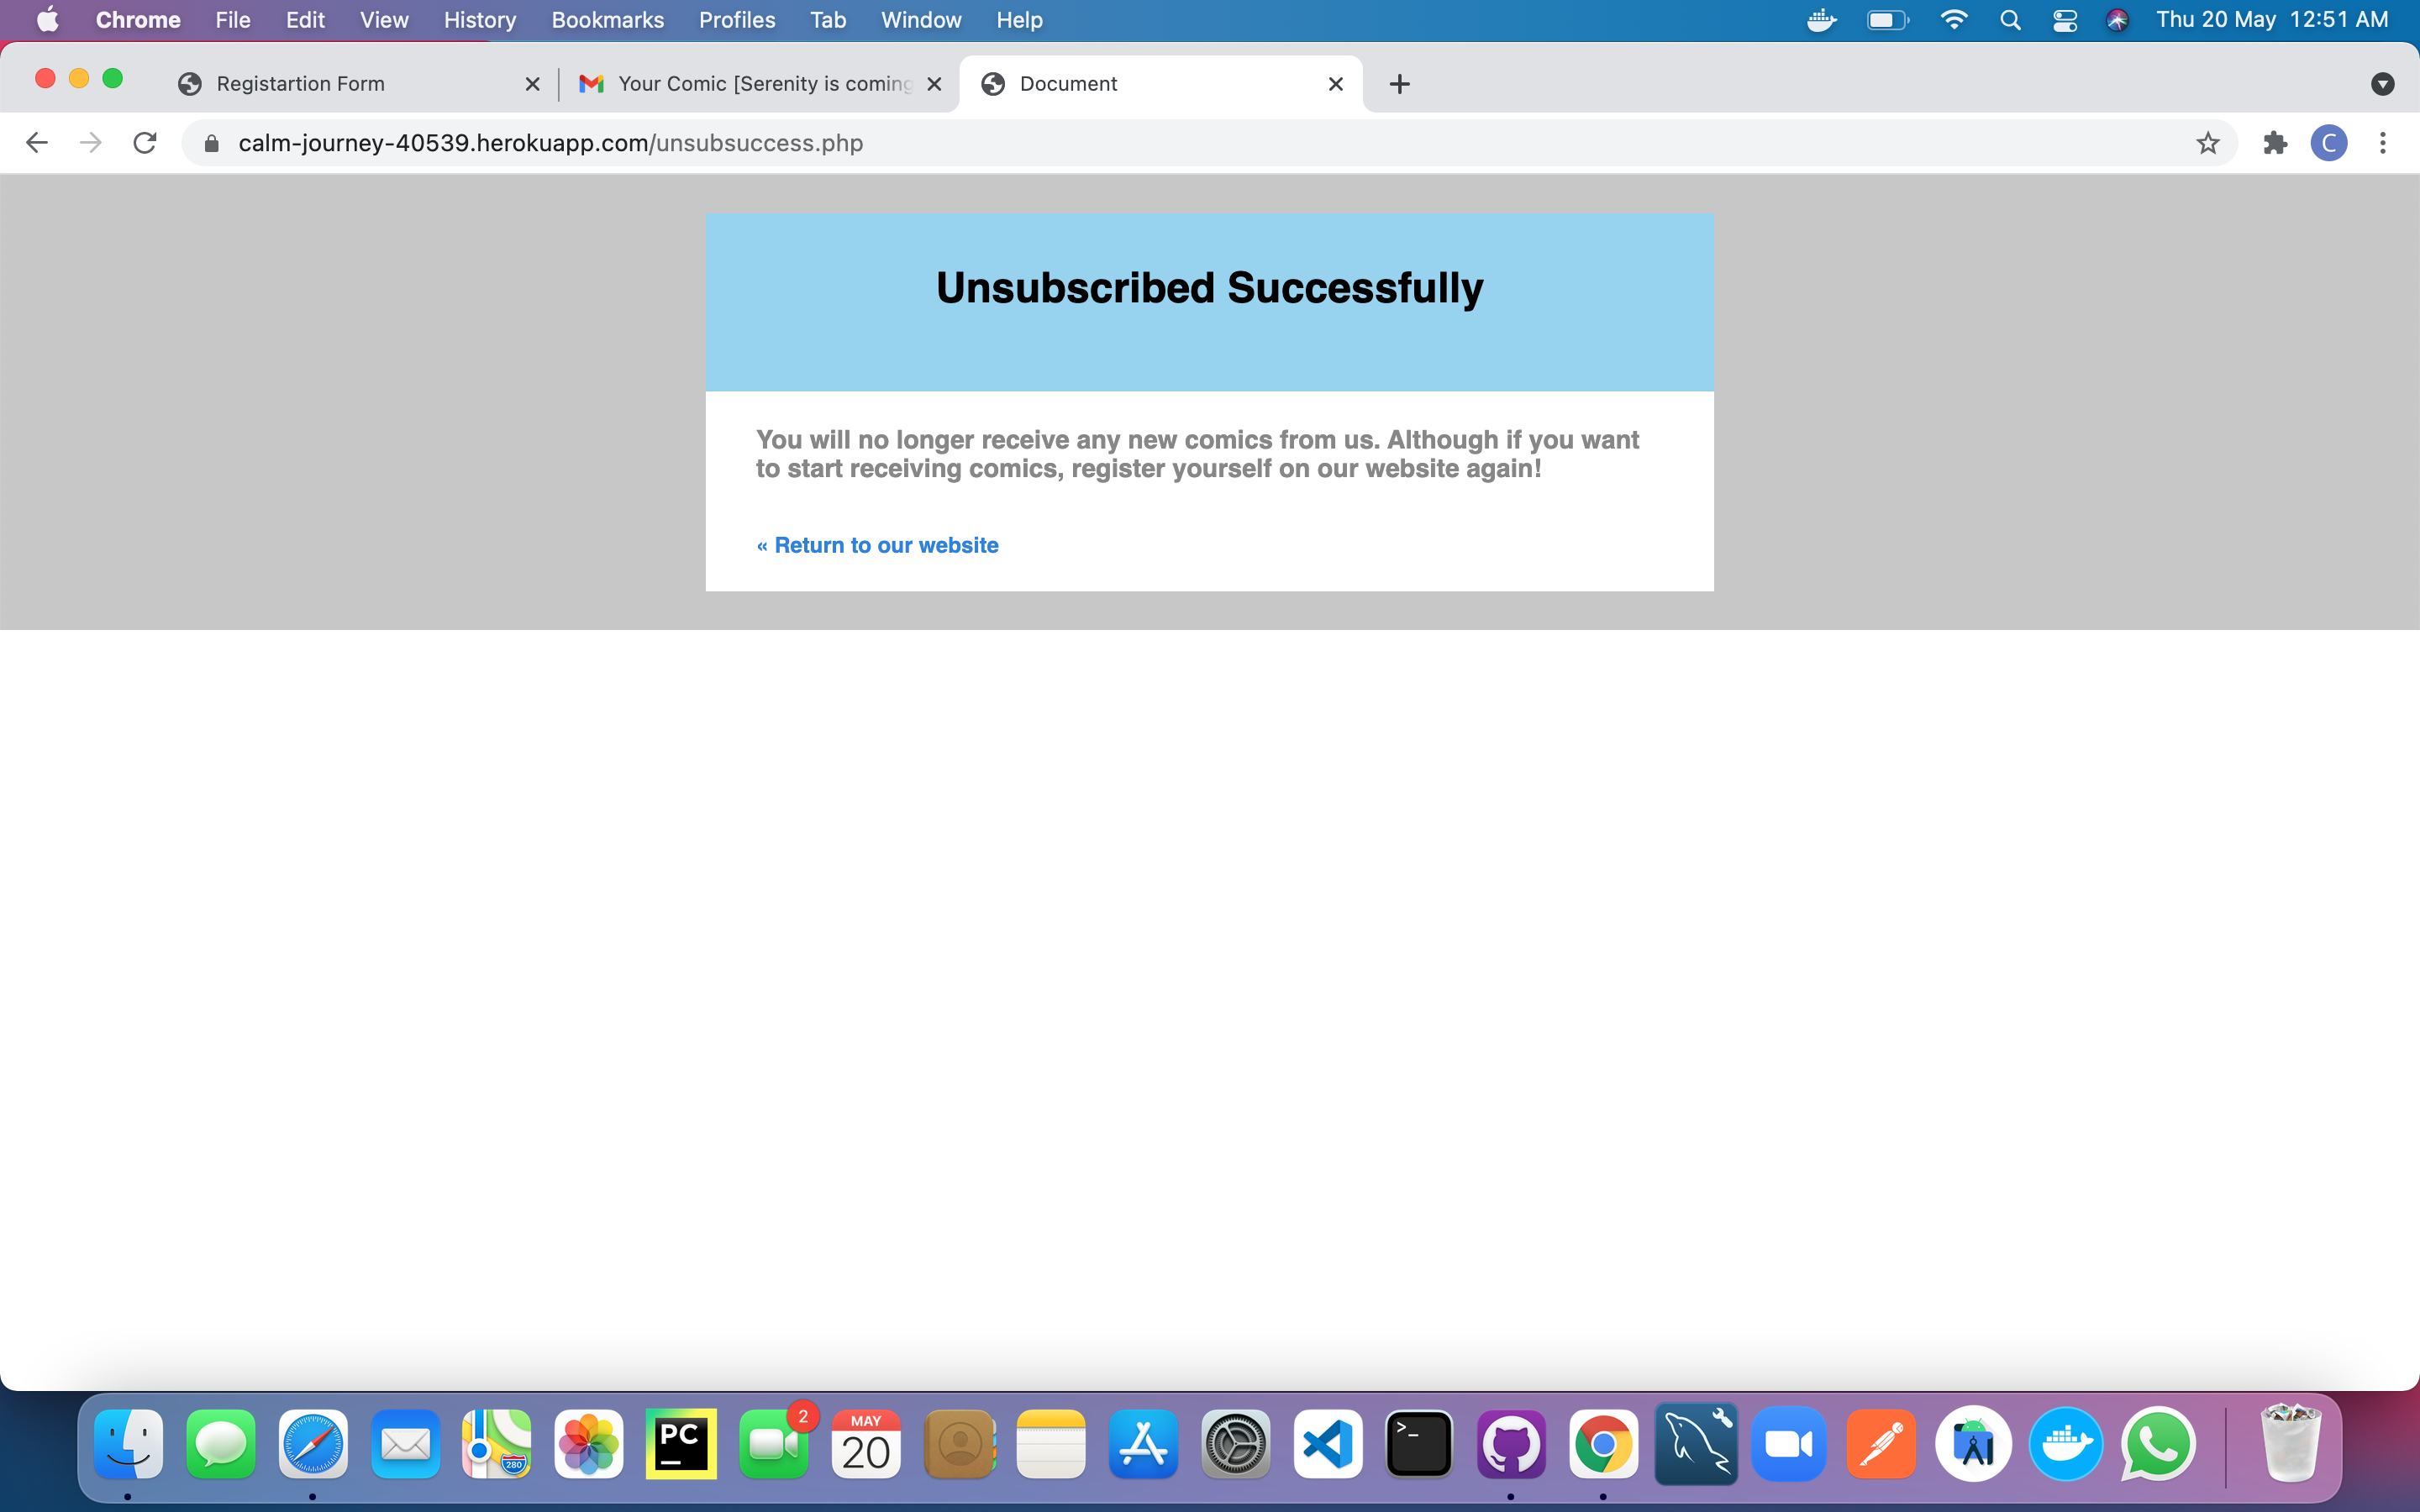 Chrome File Edit View History Bookmarks Profiles Tab Window Help Thu 20 May 12:51 AM
Registartion Form Your Comic [Serenity is coming Document
calm-journey-40539.herokuapp.com/unsubsuccess.php C
Unsubscribed Successfully
You will no longer receive any new comics from us. Although if you want
to start receiving comics, register yourself on our website again!
« Return to our website
280 PC 2 MAY 20 >_